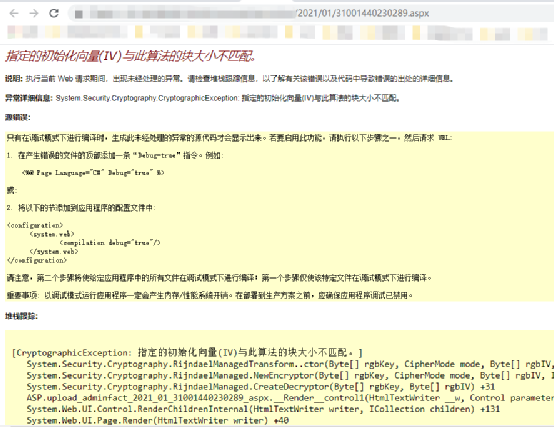 /2021/01/31001440230289.aspx
指定的初始化向量(IV)与此算法的块大小不匹配。
说明: 执行当前 Web 请求期间，出现未经处理的异常。请检查堆栈跟踪信息，以了解有关该错误以及代码中导致错误的出处的详细信息。
异常详细信息: System.Security.Cryptography.CryptographicException: 指定的初始化向量(IV)与此算法的块大小不匹配。
源错误:
只有在调试模式下进行编译时，生成此未经处理的异常的源代码才会显示出来。若要启用此功能，请执行以下步骤之一，然后请求 URL:
1. 在产生错误的文件的顶部添加一条“Debug=true”指令。例如:
<%@ Page Language="C#" Debug="true" %>
或:
2. 将以下的节添加到应用程序的配置文件中:
<configuration>
<system.web>
<compilation debug="true"/>
</system.web>
</configuration>
请注意，第二个步骤将使给定应用程序中的所有文件在调试模式下进行编译；第一个步骤仅使该特定文件在调试模式下进行编译。
重要事项: 以调试模式运行应用程序一定会产生内存/性能系统开销。在部署到生产方案之前，应确保应用程序调试已禁用。
堆栈跟踪:
[CryptographicException: 指定的初始化向量(IV)与此算法的块大小不匹配。]
System.Security.Cryptography.RijndaelManagedTransform..ctor(Byte[] rgbKey, CipherMode mode, Byte[] rgbIV,
System.Security.Cryptography.RijndaelManaged.NewEncryptor(Byte[] rgbKey, CipherMode mode, Byte[] rgbIV, I
System.Security.Cryptography.RijndaelManaged.CreateDecryptor(Byte[] rgbKey, Byte[] rgbIV) +31
ASP.upload_adminfact_2021_01_31001440230289_aspx.__Render__control1(HtmlTextWriter __w, Control parameter
System.Web.UI.Control.RenderChildrenInternal(HtmlTextWriter writer, ICollection children) +131
System.Web.UI.Page.Render(HtmlTextWriter writer) +40